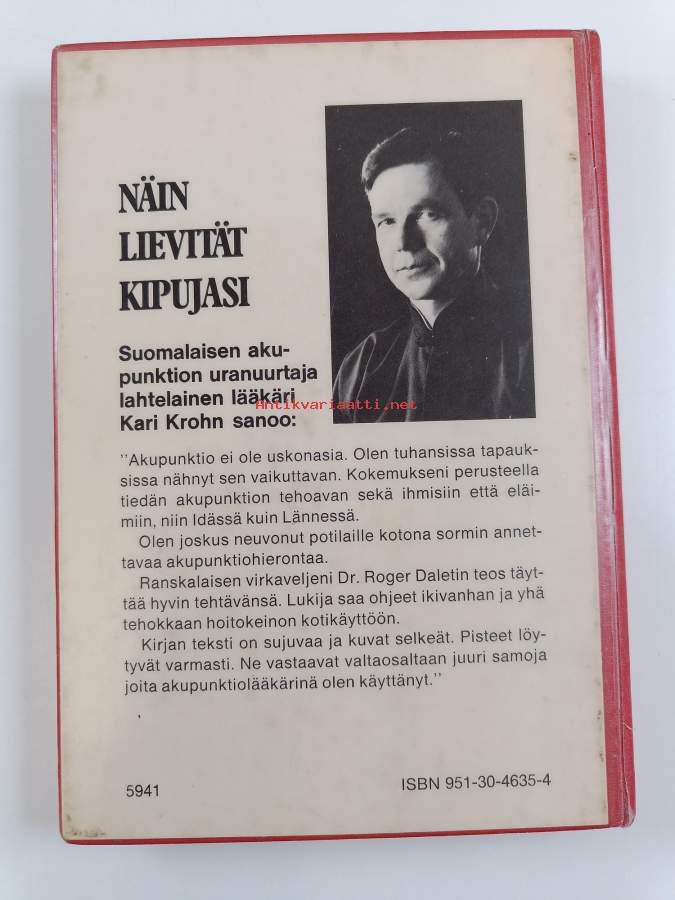 NÄIN
LIEVITÄT
KIPUJASI
Suomalaisen aku-
punktion uranuurtaja
lahtelainen lääkäri
Kari Krohn sanoo:
Antikvariaatti.net
"Akupunktio ei ole uskonasia. Olen tuhansissa tapauk-
sissa nähnyt sen vaikuttavan. Kokemukseni perusteella
tiedän akupunktion tehoavan sekä ihmisiin että eläi-
miin, niin Idässä kuin Lännessä.
Olen joskus neuvonut potilaille kotona sormin annet-
tavaa akupunktiohierontaa.
Ranskalaisen virkaveljeni Dr. Roger Daletin teos täyt-
tää hyvin tehtävänsä. Lukija saa ohjeet ikivanhan ja yhä
tehokkaan hoitokeinon kotikäyttöön.
Kirjan teksti on sujuvaa ja kuvat selkeät. Pisteet löy-
tyvät varmasti. Ne vastaavat valtaosaltaan juuri samoja
joita akupunktiolääkärinä olen käyttänyt."
5941
ISBN 951-30-4635-4